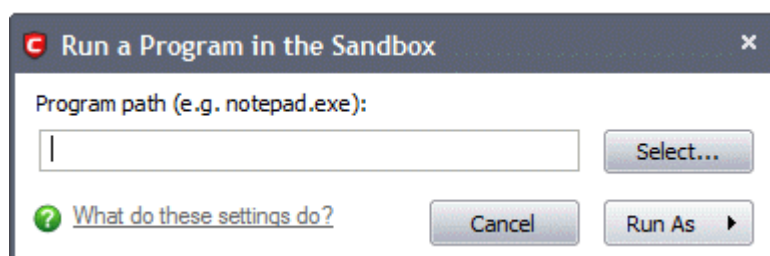 Run a Program in the Sandbox
Program path (e.g. notepad.exe):
Select...
What do these settings do?
Cancel
Run As